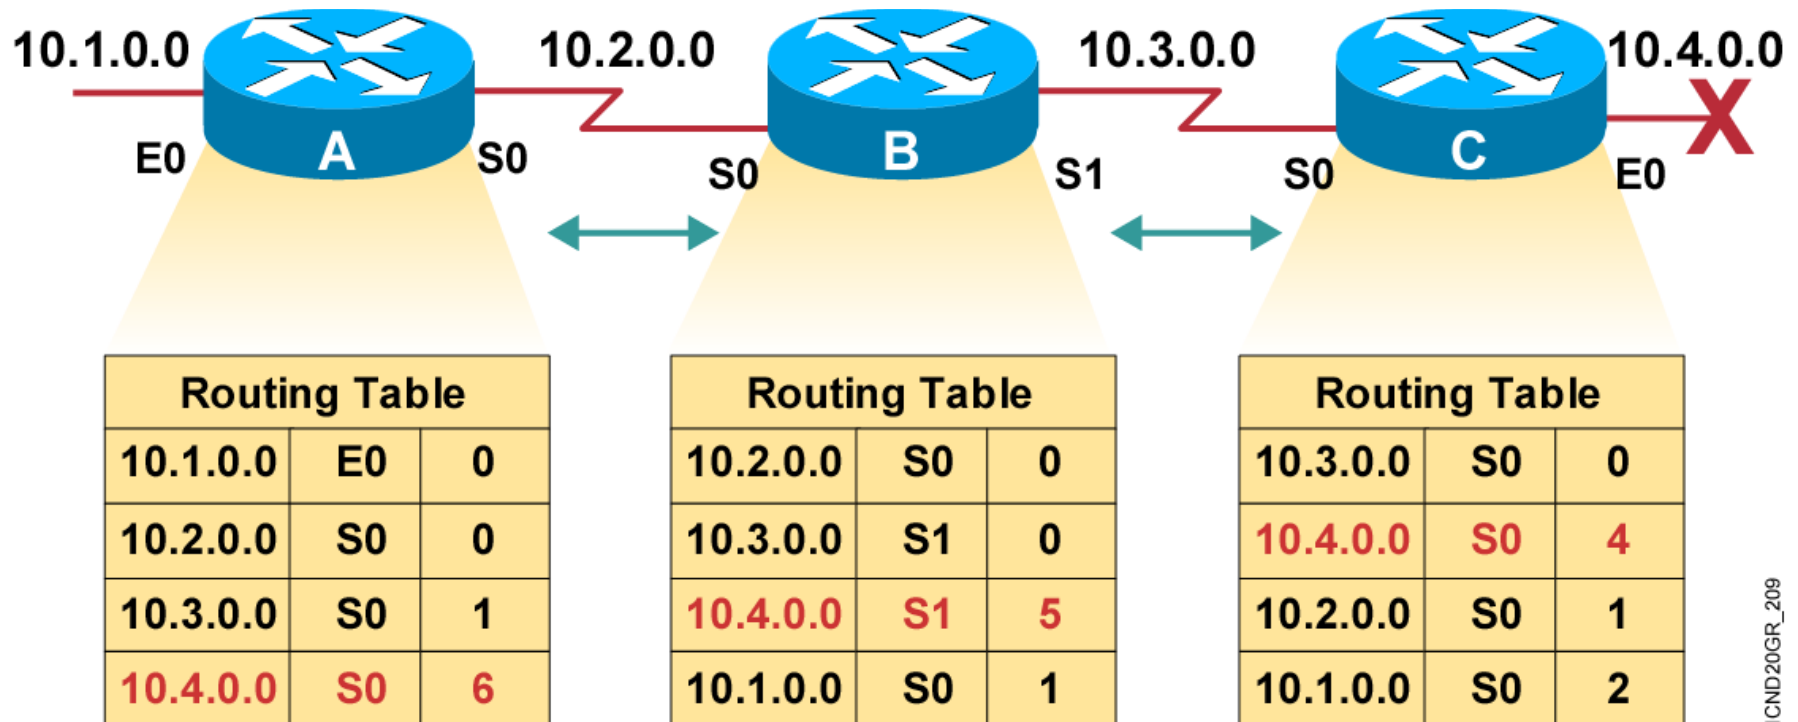 10.1.0.0 10.2.0.0 10.3.0.0 10.4.0.0
X
E0 A S0 S0 B S1 S0 C E0
Routing Table
10.1.0.0 E0 0
10.2.0.0 S0 0
10.3.0.0 S0 1
10.4.0.0 S0 6
Routing Table
10.2.0.0 S0 0
10.3.0.0 S1 0
10.4.0.0 S1 5
10.1.0.0 S0 1
Routing Table
10.3.0.0 S0 0
10.4.0.0 S0 4
10.2.0.0 S0 1
10.1.0.0 S0 2
ICND20GR_209